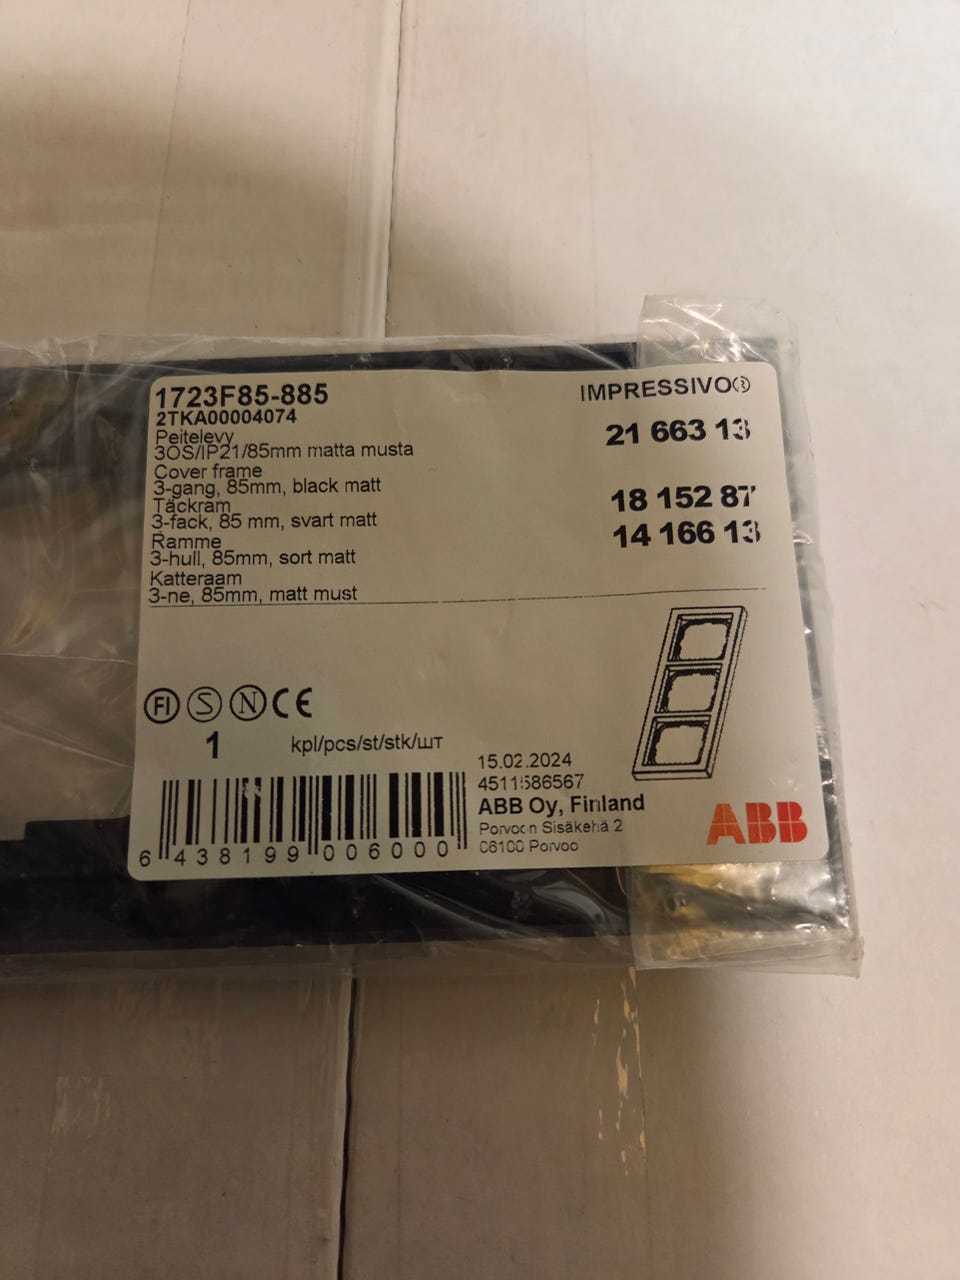 1723F85-885
IMPRESSIVO®
2TKA00004074
Peitelevy
3OS/IP21/85mm matta musta
21 663 13
Cover frame
3-gang, 85mm, black matt
18 152 87
Täckram
3-fack, 85 mm, svart matt
14 166 13
Ramme
3-hull, 85mm, sort matt
Katteraam
3-ne, 85mm, matt must
FI S N CE
1 kpl/pcs/st/stk/шт
15.02.2024
4511586567
ABB Oy, Finland
Porvoon Sisäkehä 2
06100 Porvoo
ABB
6 438199 006000